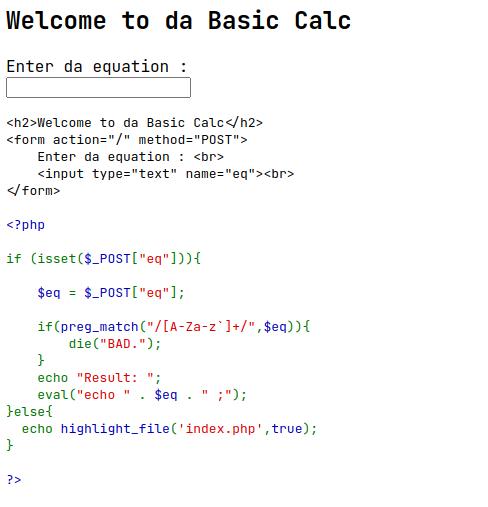 Welcome to da Basic Calc
Enter da equation :
<h2>Welcome to da Basic Calc</h2>
<form action="/" method="POST">
    Enter da equation : <br>
    <input type="text" name="eq"><br>
</form>
<?php
if (isset($_POST["eq"])){
    $eq = $_POST["eq"];
    if(preg_match("/[A-Za-z`]+/",$eq)){
        die("BAD.");
    }
    echo "Result: ";
    eval("echo " . $eq . " ;");
}else{
  echo highlight_file('index.php',true);
}
?>